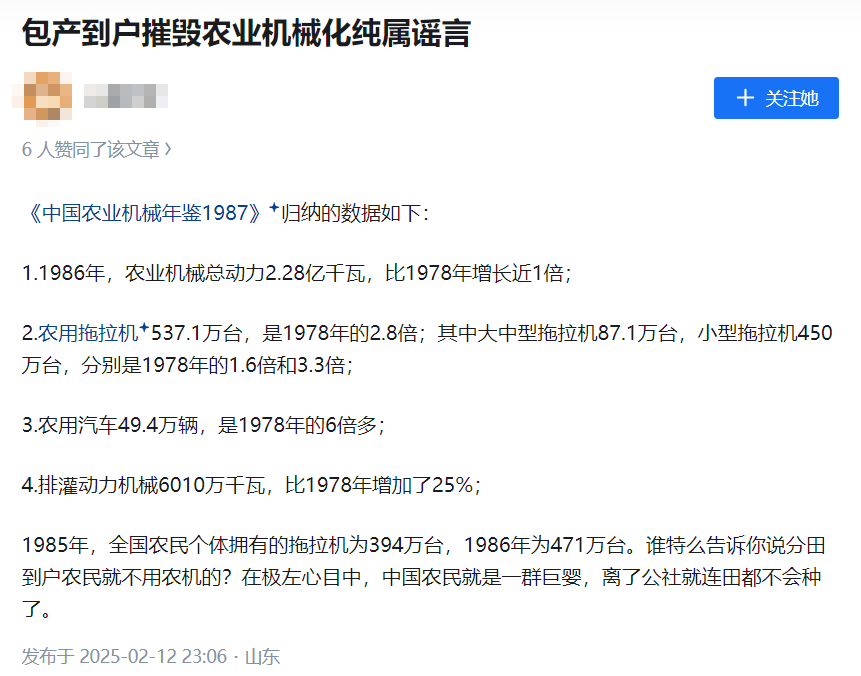 包产到户摧毁农业机械化纯属谣言
+ 关注她
6 人赞同了该文章 ›
《中国农业机械年鉴1987》归纳的数据如下：
1.1986年，农业机械总动力2.28亿千瓦，比1978年增长近1倍；
2.农用拖拉机537.1万台，是1978年的2.8倍；其中大中型拖拉机87.1万台，小型拖拉机450
万台，分别是1978年的1.6倍和3.3倍；
3.农用汽车49.4万辆，是1978年的6倍多；
4.排灌动力机械6010万千瓦，比1978年增加了25%；
1985年，全国农民个体拥有的拖拉机为394万台，1986年为471万台。谁特么告诉你说分田
到户农民就不用农机的？在极左心目中，中国农民就是一群巨婴，离了公社就连田都不会种
了。
发布于 2025-02-12 23:06 · 山东